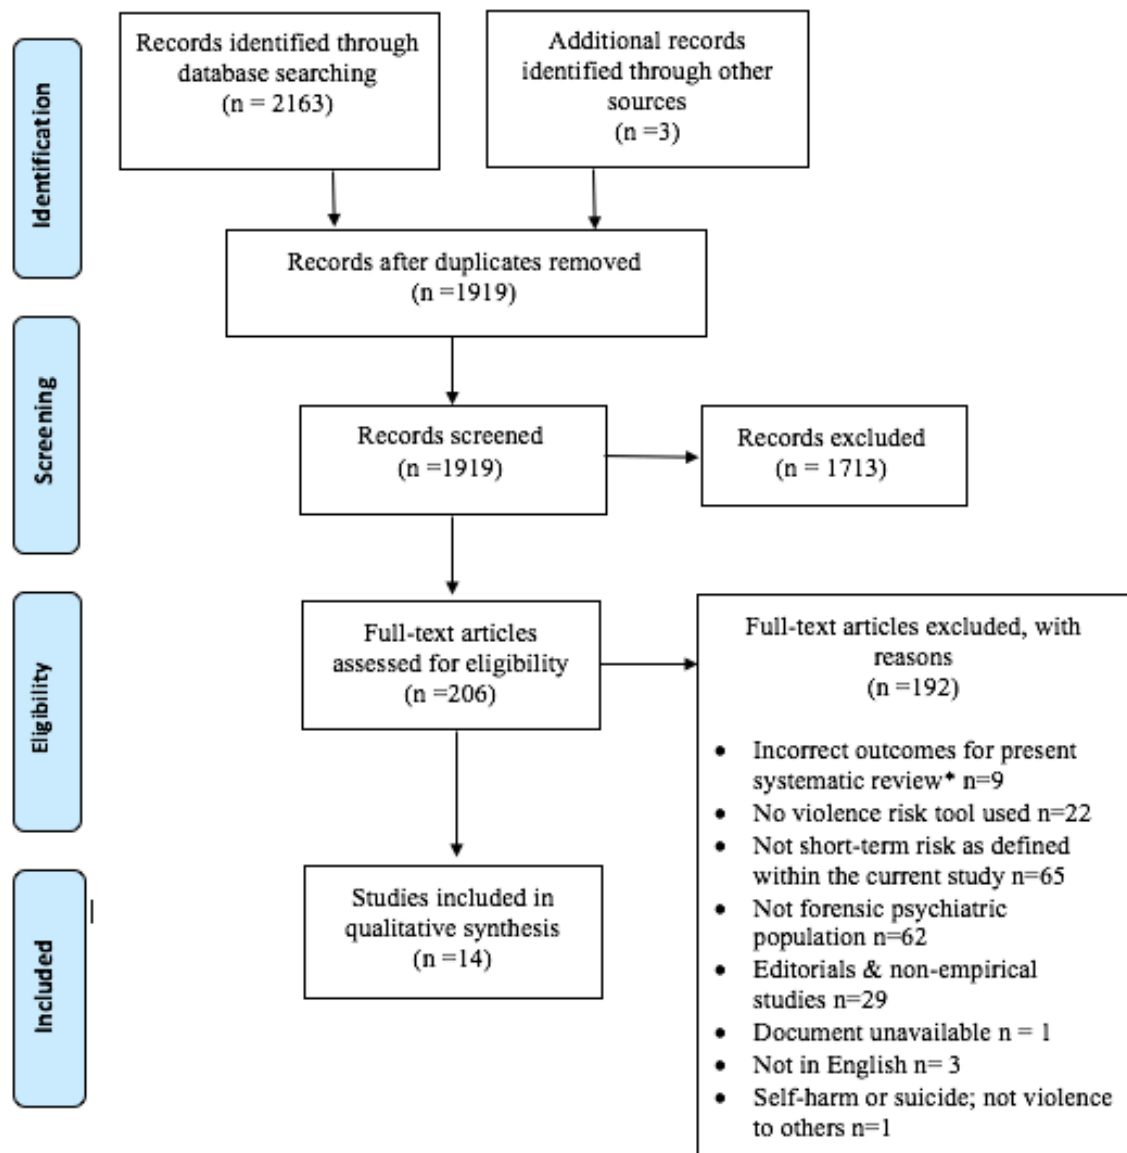 Identification
Records identified through
database searching
(n = 2163)
Additional records
identified through other
sources
(n =3)
Records after duplicates removed
(n =1919)
Screening
Records screened
(n =1919)
Records excluded
(n = 1713)
Eligibility
Full-text articles
assessed for eligibility
(n =206)
Full-text articles excluded, with
reasons
(n =192)
• Incorrect outcomes for present
systematic review* n=9
• No violence risk tool used n=22
• Not short-term risk as defined
within the current study n=65
• Not forensic psychiatric
population n=62
• Editorials & non-empirical
studies n=29
• Document unavailable n = 1
• Not in English n= 3
• Self-harm or suicide; not violence
to others n=1
Included
Studies included in
qualitative synthesis
(n =14)